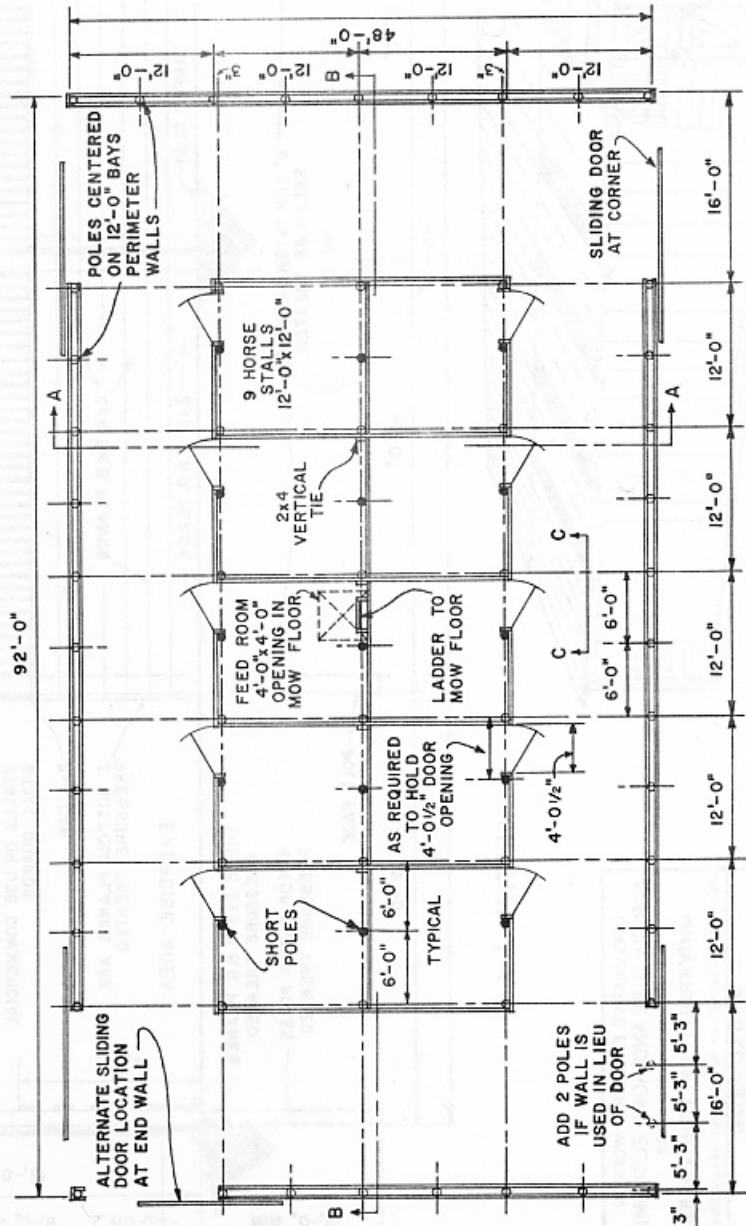 92'-0"
48'-0"
12'-0"
3"
12'-0"
12'-0"
3"
12'-0"
B
POLES CENTERED
ON 12'-0" BAYS
PERIMETER
WALLS
A
SLIDING DOOR
AT CORNER
16'-0"
9 HORSE
STALLS
12'-0"x12'-0"
A
12'-0"
2x4
VERTICAL
TIE
C
12'-0"
FEED ROOM
4'-0"x 4'-0"
OPENING IN
MOW FLOOR
LADDER TO
MOW FLOOR
C
6'-0"
6'-0"
12'-0"
AS REQUIRED
TO HOLD
4'-0 1/2" DOOR
OPENING
4'-0 1/2"
12'-0"
SHORT
POLES
6'-0"
6'-0"
TYPICAL
12'-0"
ALTERNATE SLIDING
DOOR LOCATION
AT END WALL
B
ADD 2 POLES
IF WALL IS
USED IN LIEU
OF DOOR
5'-3"
5'-3"
5'-3"
16'-0"
3"